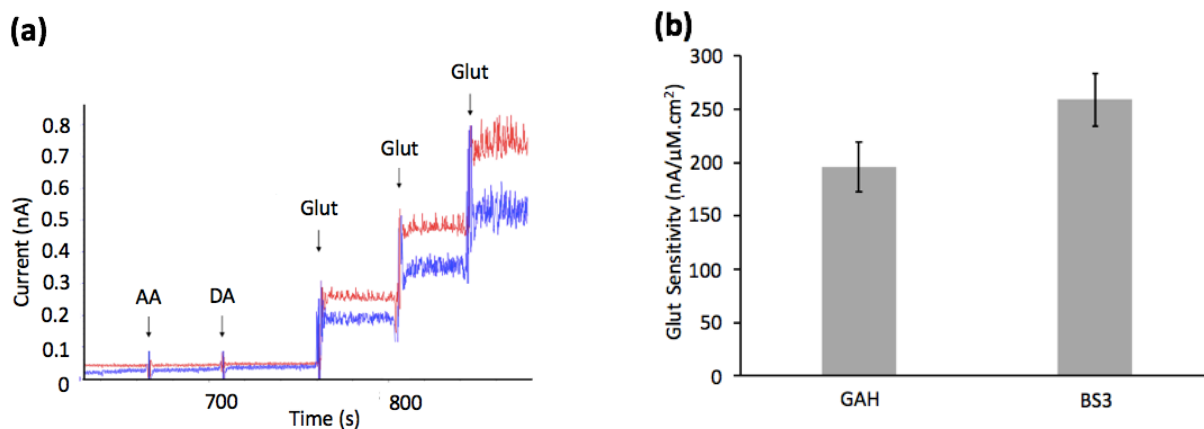 (a)
Current (nA)
0.8
0.7
0.6
0.5
0.4
0.3
0.2
0.1
0
AA
DA
Glut
Glut
Glut
700
800
Time (s)
(b)
Glut Sensitivity (nA/µM.cm²)
300
250
200
150
100
50
0
GAH
BS3